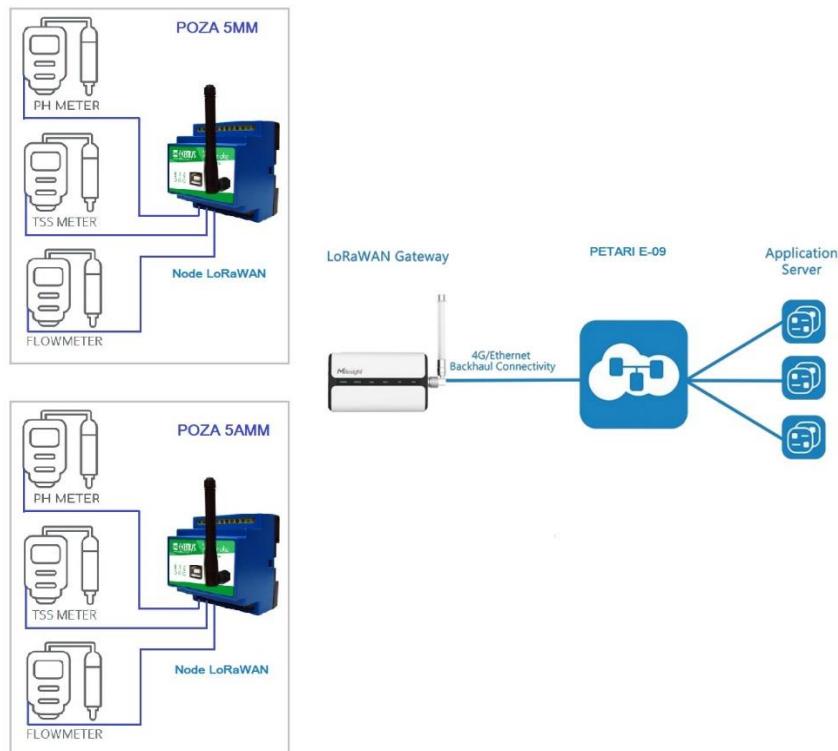 POZA 5MM
PH METER
TSS METER
Node LoRaWAN
FLOWMETER
LoRaWAN Gateway
PETARI E-09
Application
Server
Milesight
4G/Ethernet
Backhaul Connectivity
POZA 5AMM
PH METER
TSS METER
Node LoRaWAN
FLOWMETER